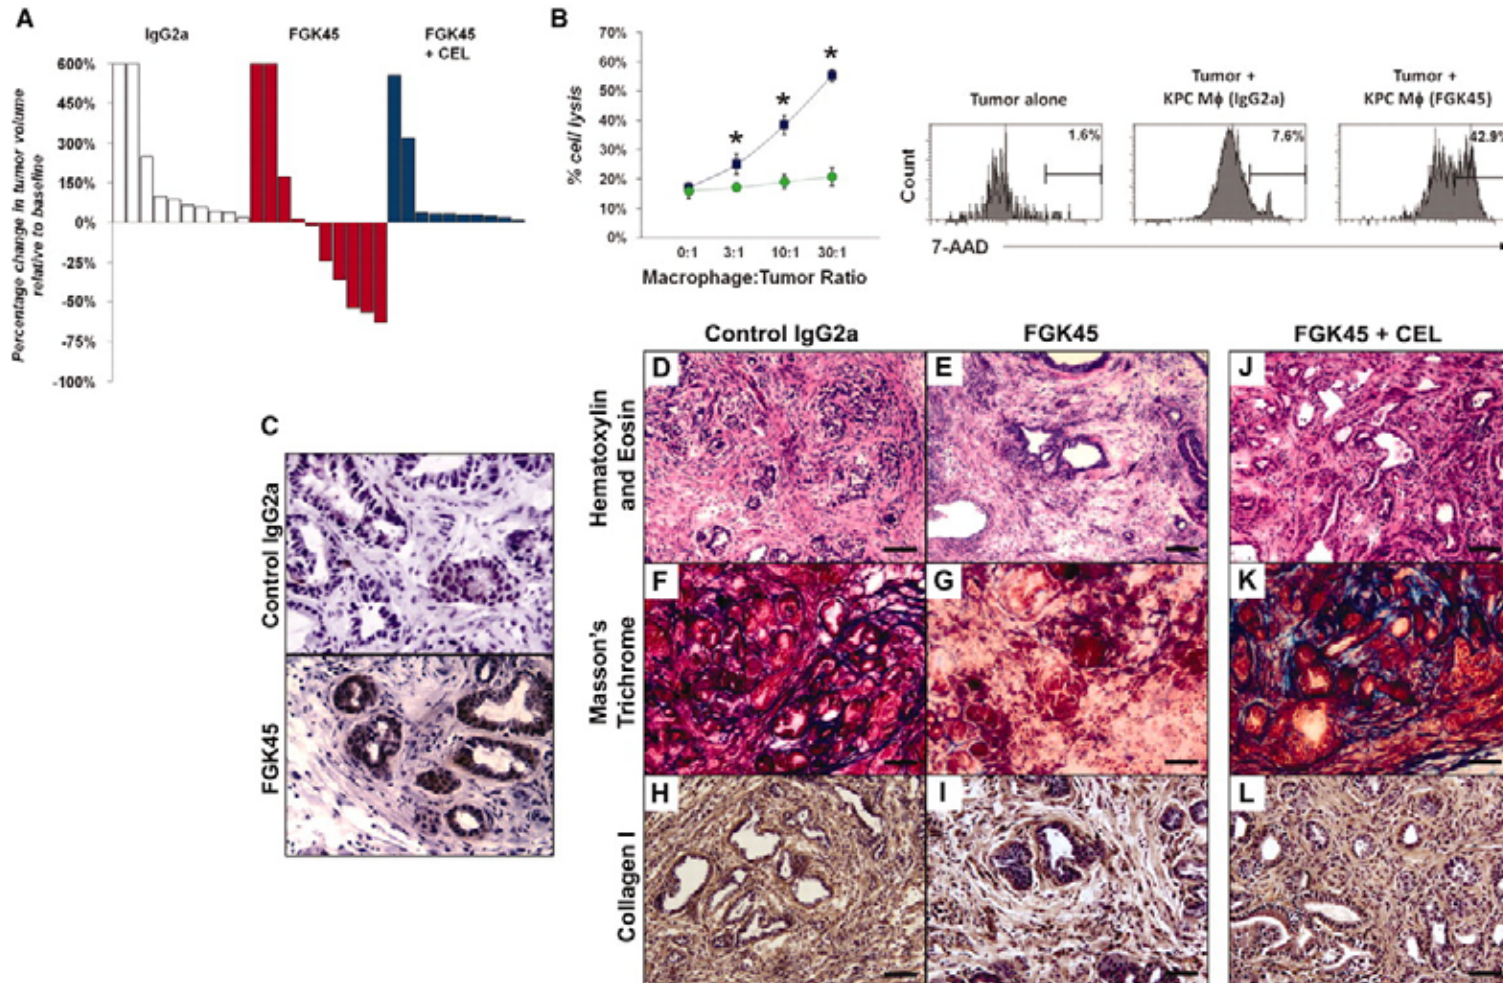 A
IgG2a
FGK45
FGK45
+ CEL
Percentage change in tumor volume
relative to baseline
600%
450%
300%
150%
0%
-25%
-50%
-75%
-100%
B
% cell lysis
70%
60%
50%
40%
30%
20%
10%
0%
*
*
*
0:1
3:1
10:1
30:1
Macrophage:Tumor Ratio
Tumor alone
1.6%
Tumor +
KPC Mϕ (IgG2a)
7.6%
Tumor +
KPC Mϕ (FGK45)
42.9%
Count
7-AAD
C
Control IgG2a
FGK45
Control IgG2a
FGK45
FGK45 + CEL
Hematoxylin
and Eosin
D
E
J
Masson's
Trichrome
F
G
K
Collagen I
H
I
L